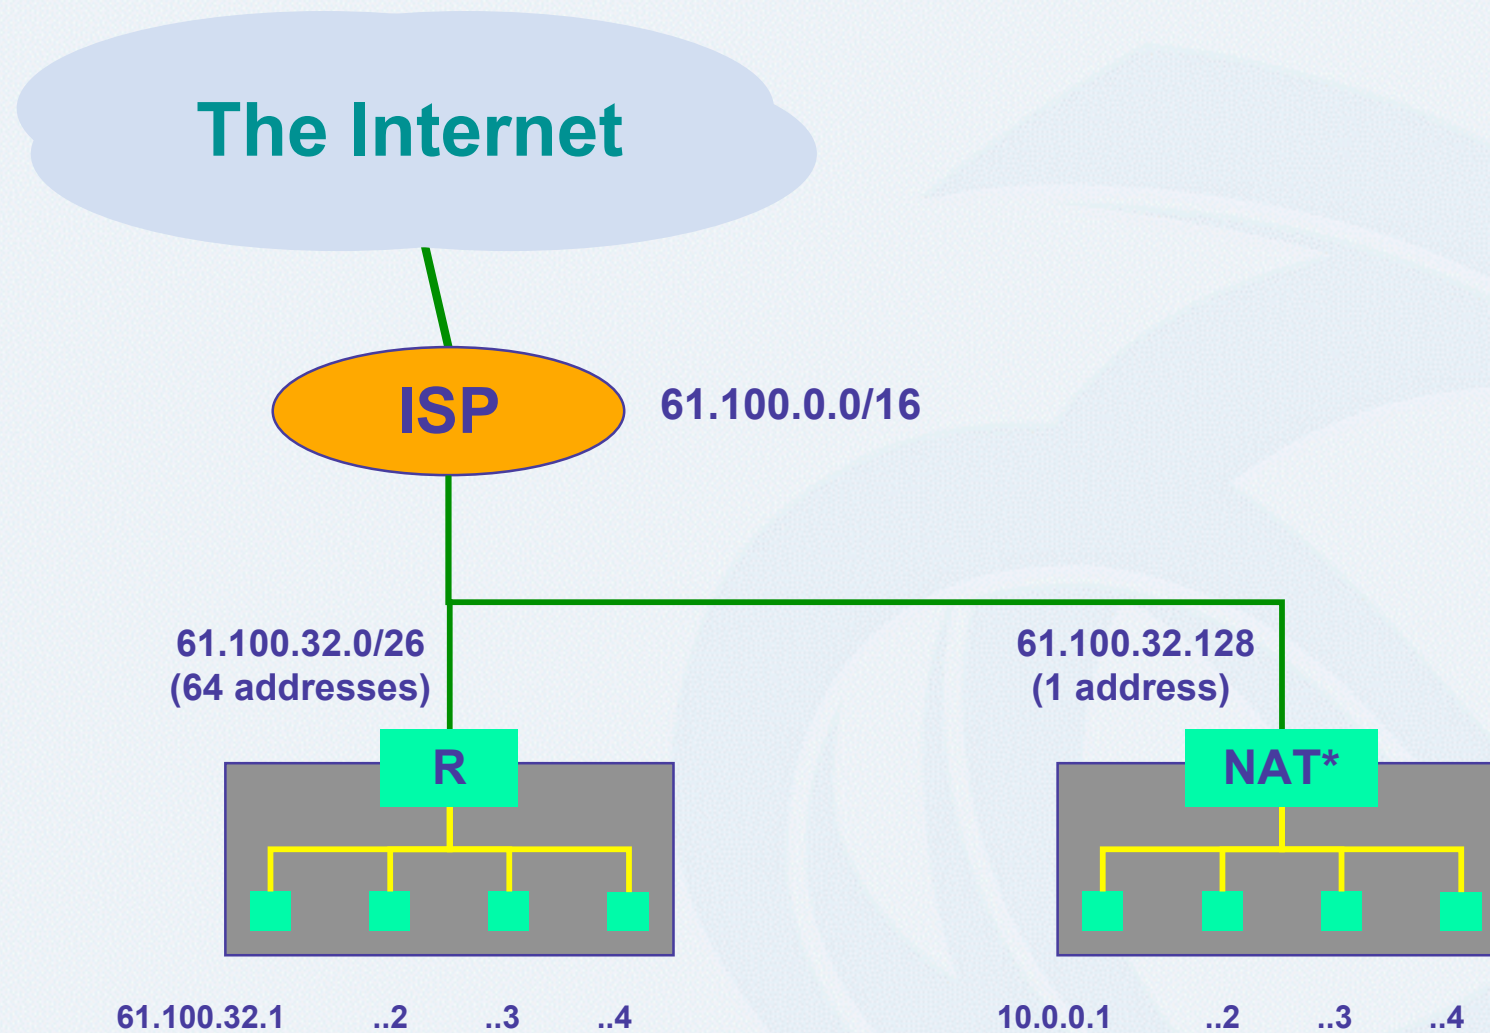 The Internet
ISP
61.100.0.0/16
61.100.32.0/26
(64 addresses)
61.100.32.128
(1 address)
R
NAT*
61.100.32.1 ..2 ..3 ..4
10.0.0.1 ..2 ..3 ..4